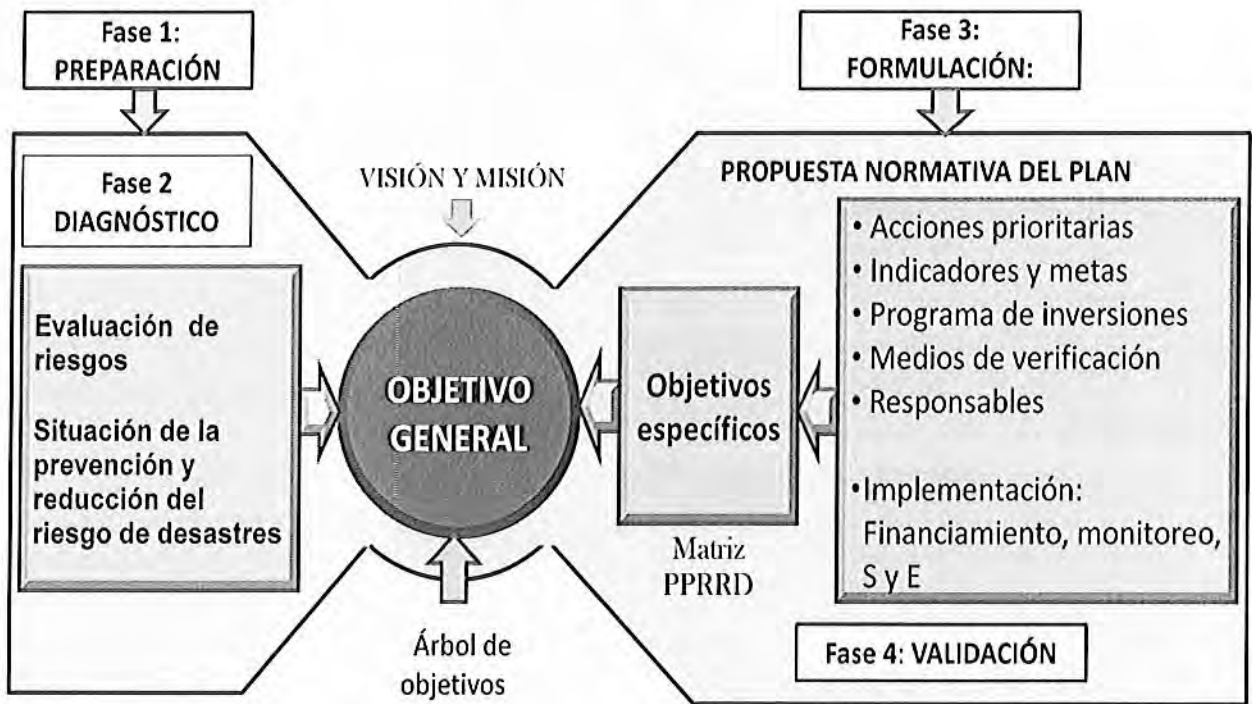 Fase 1:
PREPARACIÓN
Fase 2
DIAGNÓSTICO
Evaluación de
riesgos
Situación de la
prevención y
reducción del
riesgo de desastres
VISIÓN Y MISIÓN
OBJETIVO
GENERAL
Árbol de
objetivos
Fase 3:
FORMULACIÓN:
PROPUESTA NORMATIVA DEL PLAN
Objetivos
específicos
Matriz
PPRRD
• Acciones prioritarias
• Indicadores y metas
• Programa de inversiones
• Medios de verificación
• Responsables
•Implementación:
Financiamiento, monitoreo,
S y E
Fase 4: VALIDACIÓN